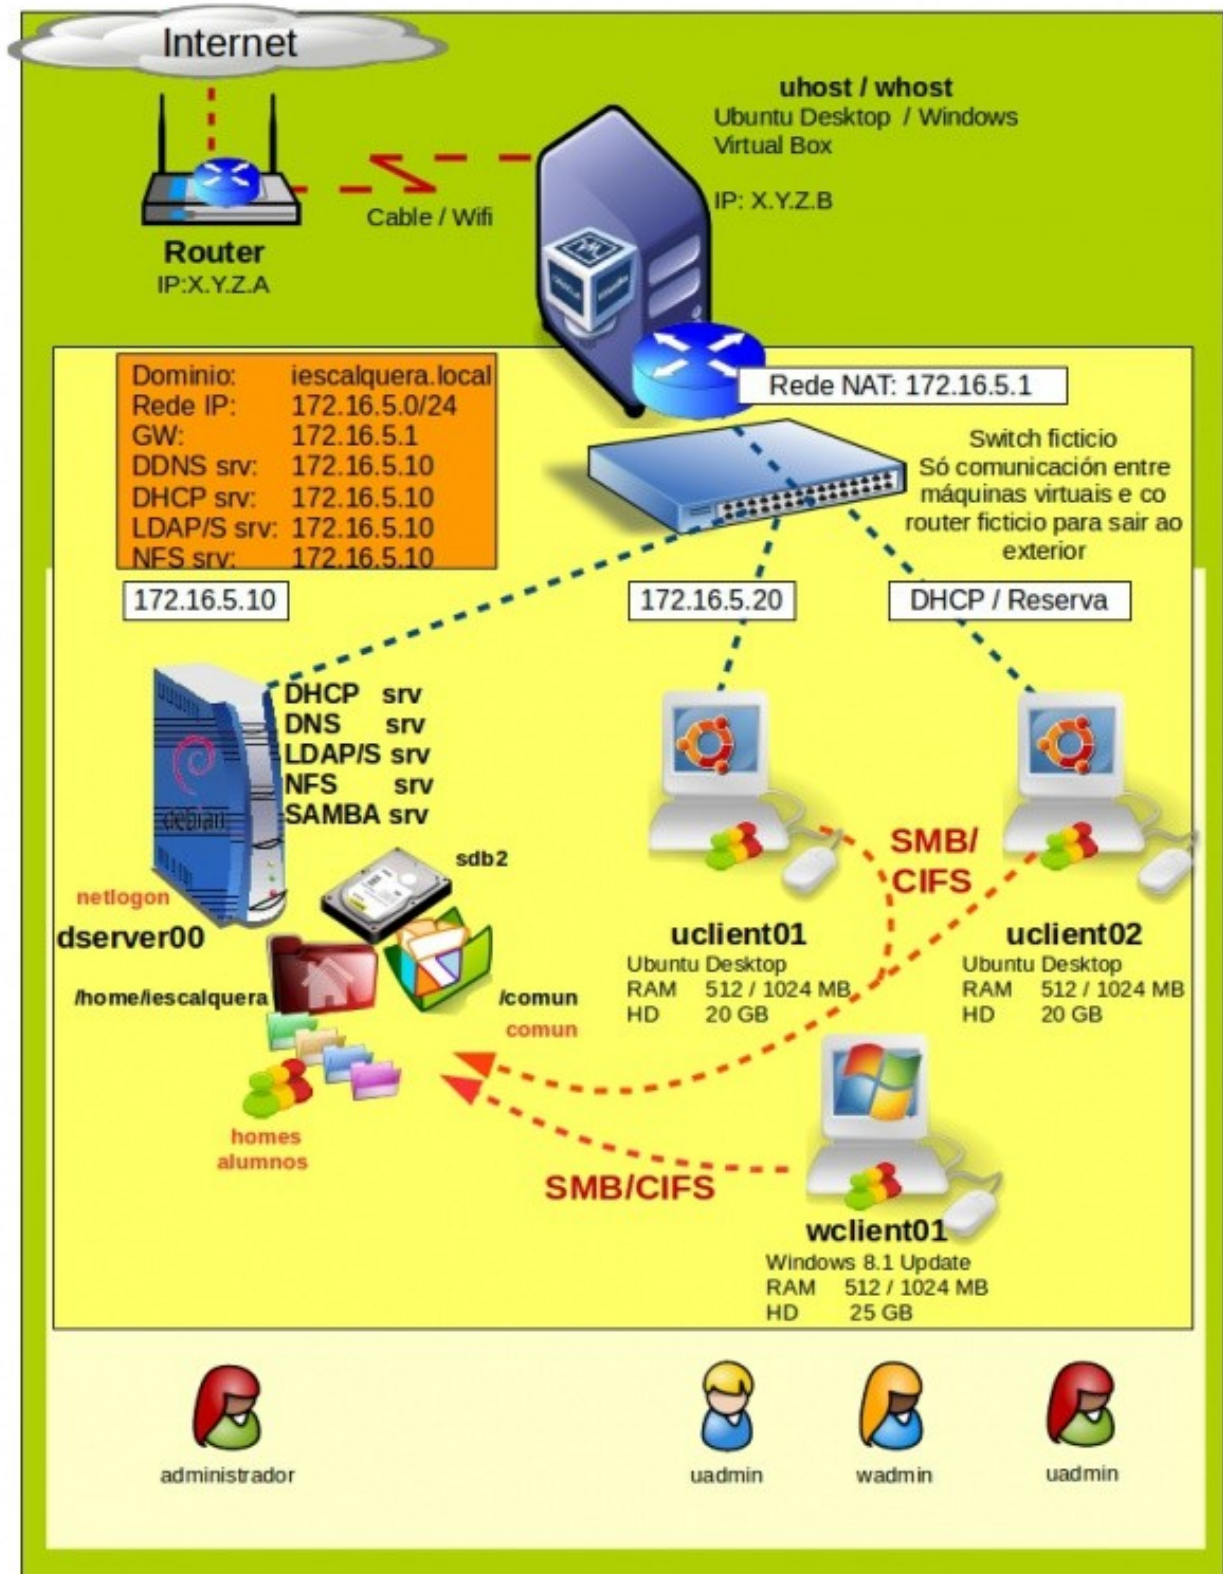 Internet
uhost / whost
Ubuntu Desktop / Windows
Virtual Box
IP: X.Y.Z.B
Cable / Wifi
Router
IP:X.Y.Z.A
Dominio: iescalquera.local
Rede IP: 172.16.5.0/24
GW: 172.16.5.1
DDNS srv: 172.16.5.10
DHCP srv: 172.16.5.10
LDAP/S srv: 172.16.5.10
NFS srv: 172.16.5.10
Rede NAT: 172.16.5.1
Switch ficticio
Só comunicación entre
máquinas virtuais e co
router ficticio para sair ao
exterior
172.16.5.10
172.16.5.20
DHCP / Reserva
debian
DHCP srv
DNS srv
LDAP/S srv
NFS srv
SAMBA srv
sdb2
netlogon
dserver00
/home/iescalquera
/comun
comun
homes
alumnos
SMB/
CIFS
uclient01
Ubuntu Desktop
RAM 512 / 1024 MB
HD 20 GB
uclient02
Ubuntu Desktop
RAM 512 / 1024 MB
HD 20 GB
SMB/CIFS
wclient01
Windows 8.1 Update
RAM 512 / 1024 MB
HD 25 GB
administrador
uadmin
wadmin
uadmin